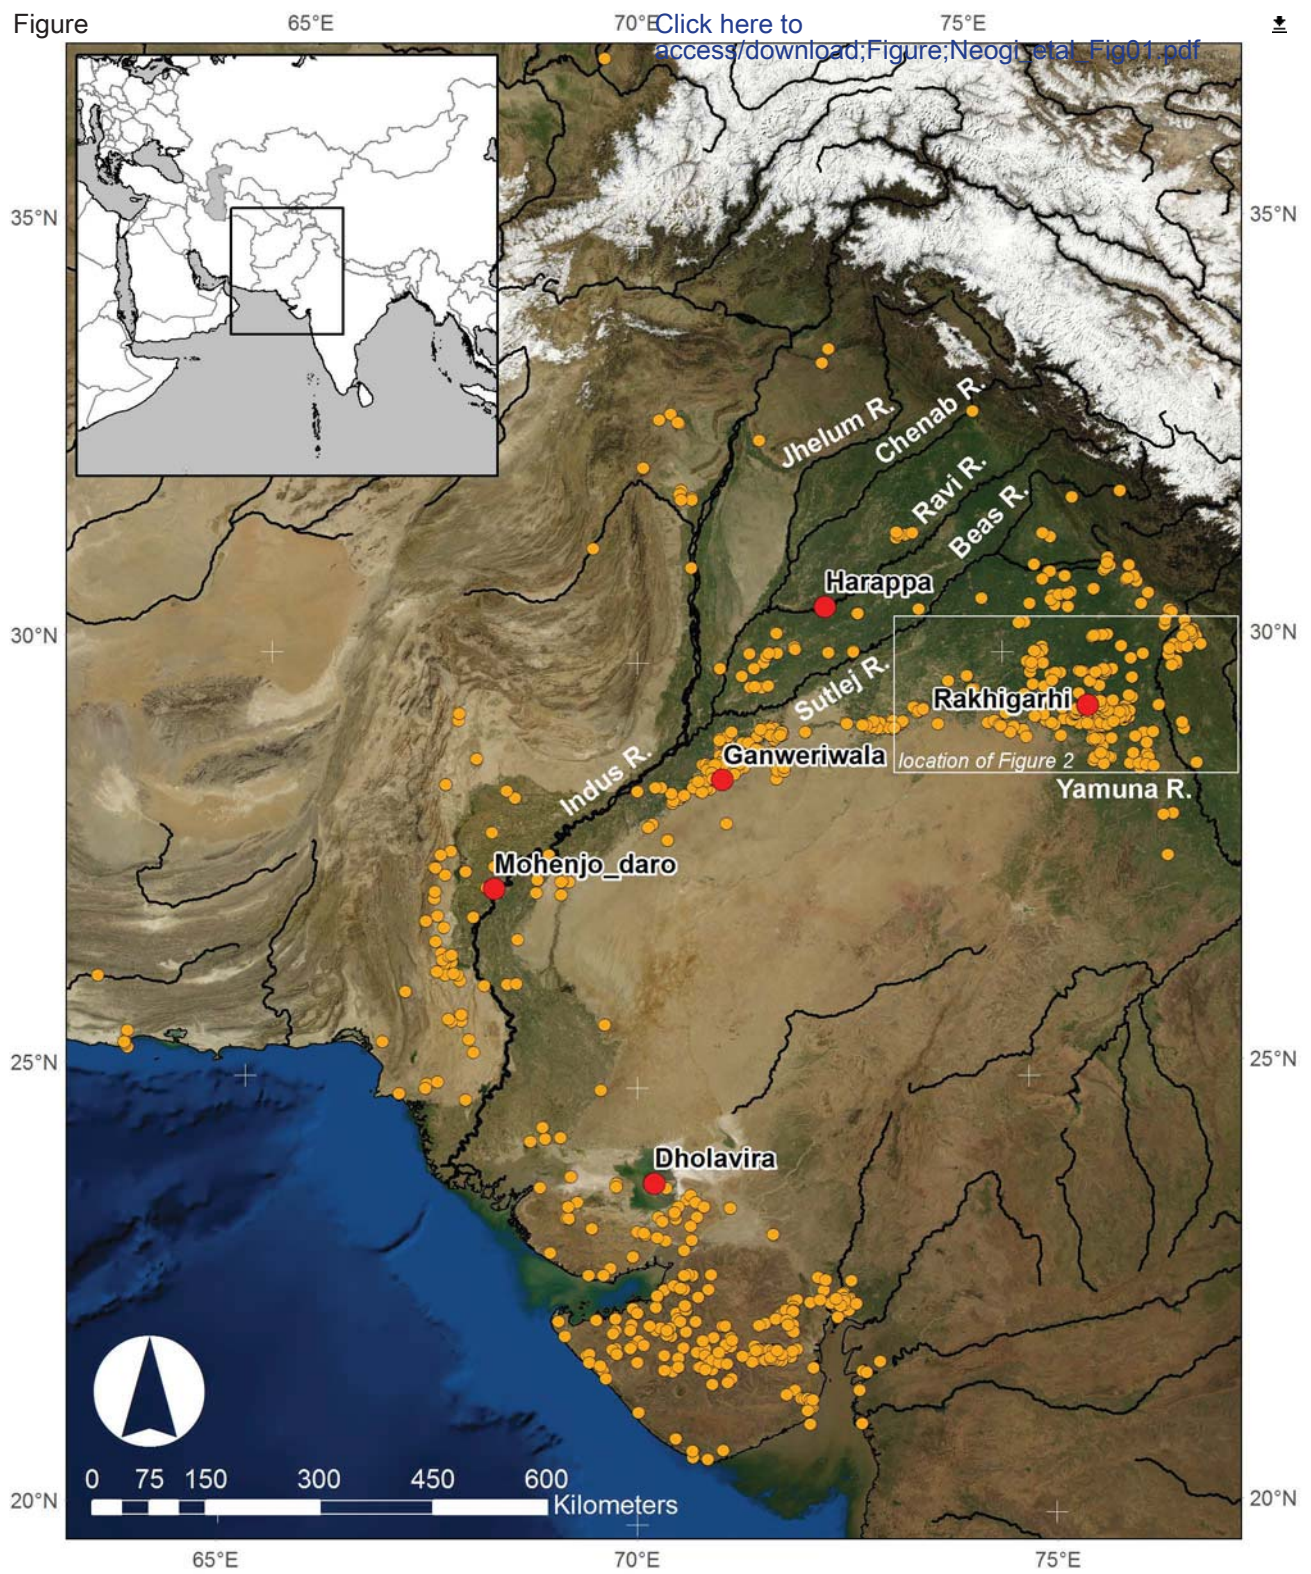 Figure
Click here to
access/download;Figure;Neogi_etal_Fig01.pdf
65°E
70°E
75°E
35°N
35°N
Jhelum R.
Chenab R.
Ravi R.
Beas R.
Harappa
30°N
30°N
Sutlej R.
Rakhigarhi
Ganweriwala
location of Figure 2
Indus R.
Yamuna R.
Mohenjo_daro
25°N
25°N
Dholavira
0 75 150 300 450 600
Kilometers
20°N
20°N
65°E
70°E
75°E